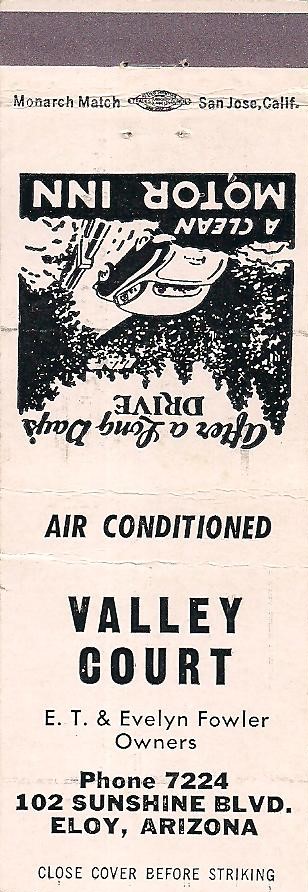 Monarch Match San Jose, Calif.
After a Long Day's
DRIVE
A CLEAN
MOTOR INN
AIR CONDITIONED
VALLEY
COURT
E. T. & Evelyn Fowler
Owners
Phone 7224
102 SUNSHINE BLVD.
ELOY, ARIZONA
CLOSE COVER BEFORE STRIKING